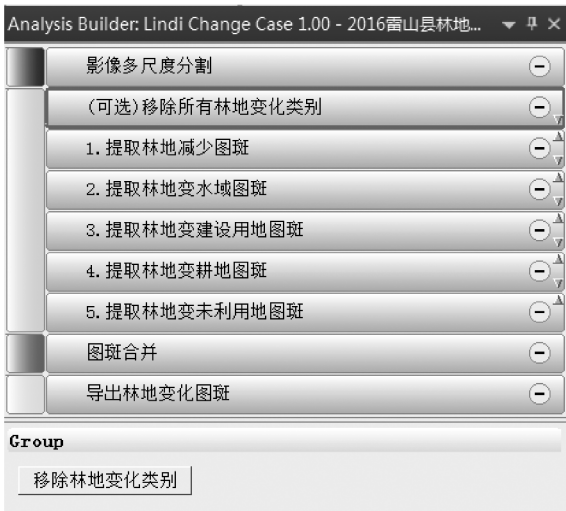 Analysis Builder: Lindi Change Case 1.00 - 2016雷山县林地...
影像多尺度分割
(可选)移除所有林地变化类别
1.提取林地减少图斑
2.提取林地变水域图斑
3.提取林地变建设用地图斑
4.提取林地变耕地图斑
5.提取林地变未利用地图斑
图斑合并
导出林地变化图斑
Group
移除林地变化类别